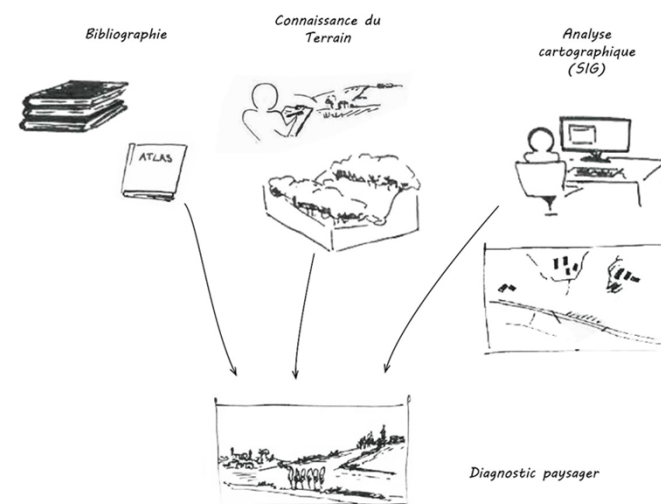 Bibliographie
Connaissance du
Terrain
Analyse
cartographique
(SIG)
ATLAS
Diagnostic paysager